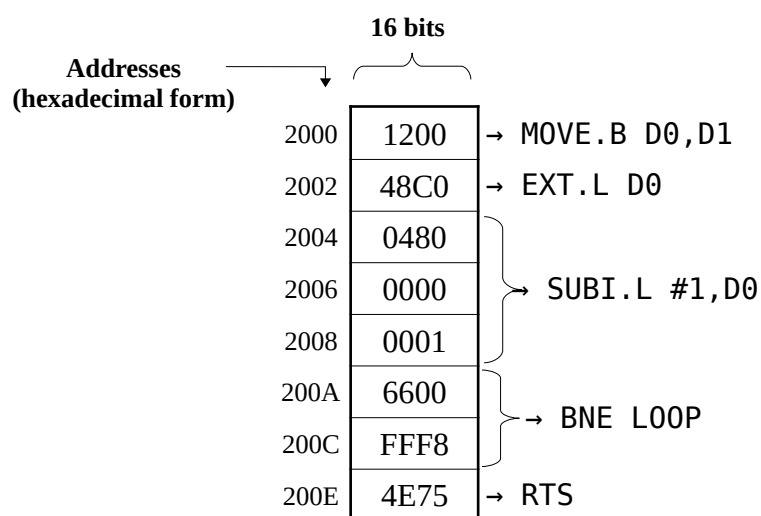 16 bits
Addresses
(hexadecimal form)
2000 1200 → MOVE.B D0,D1
2002 48C0 → EXT.L D0
2004 0480
2006 0000 → SUBI.L #1,D0
2008 0001
200A 6600
→ BNE LOOP
200C FFF8
200E 4E75 → RTS